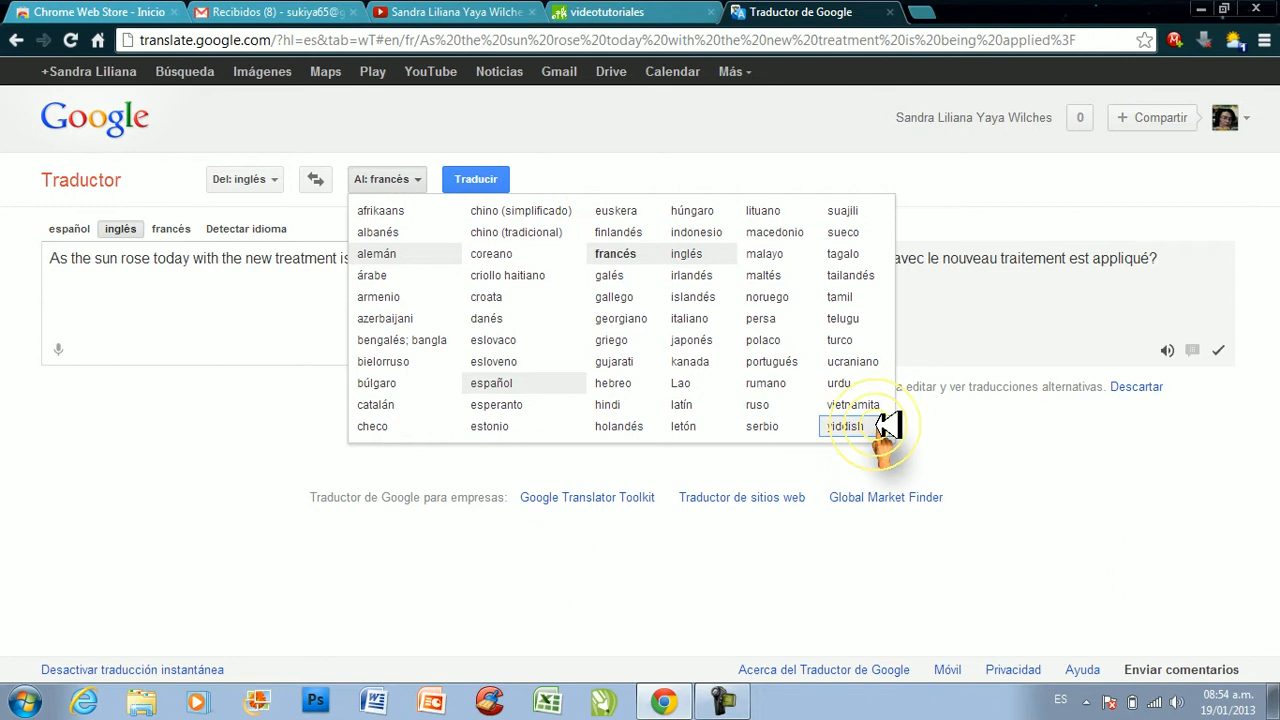 Chrome Web Store - Inicio
Recibidos (8) - sukiya65@g
Sandra Liliana Yaya Wilche
videotutoriales
Traductor de Google
translate.google.com/?hl=es&tab=wT#en/fr/As%20the%20sun%20rose%20today%20with%20the%20new%20treatment%20is%20being%20applied%3F
+Sandra Liliana Búsqueda Imágenes Maps Play YouTube Noticias Gmail Drive Calendar Más
Google
Sandra Liliana Yaya Wilches 0 + Compartir
Traductor Del: inglés Al: francés Traducir
español inglés francés Detectar idioma
As the sun rose today with the new treatment is
avec le nouveau traitement est appliqué?
afrikaans chino (simplificado) euskera húngaro lituano suajili
albanés chino (tradicional) finlandés indonesio macedonio sueco
alemán coreano francés inglés malayo tagalo
árabe criollo haitiano galés irlandés maltés tailandés
armenio croata gallego islandés noruego tamil
azerbaijani danés georgiano italiano persa telugu
bengalés; bangla eslovaco griego japonés polaco turco
bielorruso esloveno gujarati kanada portugués ucraniano
búlgaro español hebreo Lao rumano urdu
catalán esperanto hindi latín ruso vietnamita
checo estonio holandés letón serbio yiddish
a editar y ver traducciones alternativas. Descartar
Traductor de Google para empresas: Google Translator Toolkit Traductor de sitios web Global Market Finder
Desactivar traducción instantánea
Acerca del Traductor de Google Móvil Privacidad Ayuda Enviar comentarios
Ps
ES
08:54 a.m.
19/01/2013